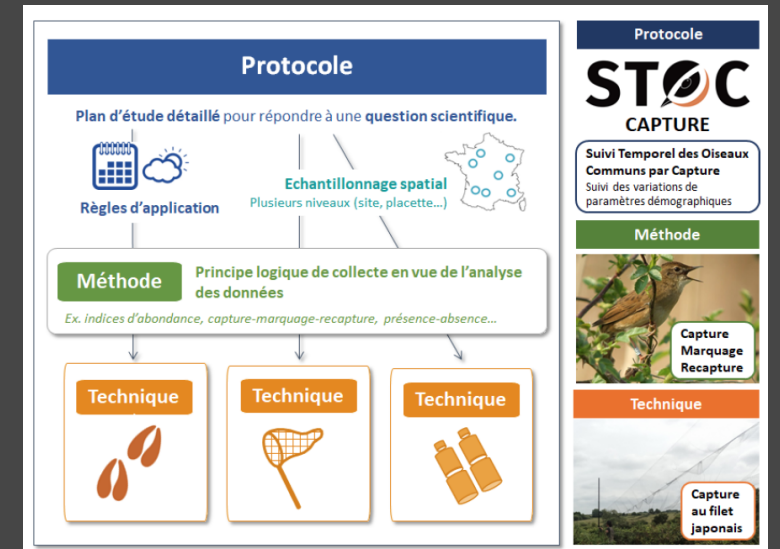 Protocole
Plan d'étude détaillé pour répondre à une question scientifique.
Règles d'application
Echantillonnage spatial
Plusieurs niveaux (site, placette...)
Méthode
Principe logique de collecte en vue de l'analyse
des données
Ex. indices d'abondance, capture-marquage-recapture, présence-absence...
Technique
Technique
Technique
Protocole
STOC
CAPTURE
Suivi Temporel des Oiseaux
Communs par Capture
Suivi des variations de
paramètres démographiques
Méthode
Capture
Marquage
Recapture
Technique
Capture
au filet
japonais